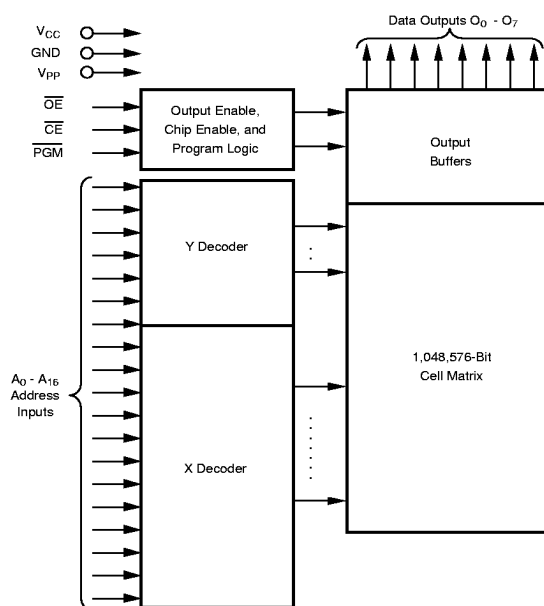 Data Outputs O0 - O7
VCC
GND
VPP
OE
CE
PGM
Output Enable,
Chip Enable, and
Program Logic
Output
Buffers
Y Decoder
1,048,576-Bit
Cell Matrix
A0 - A16
Address
Inputs
X Decoder